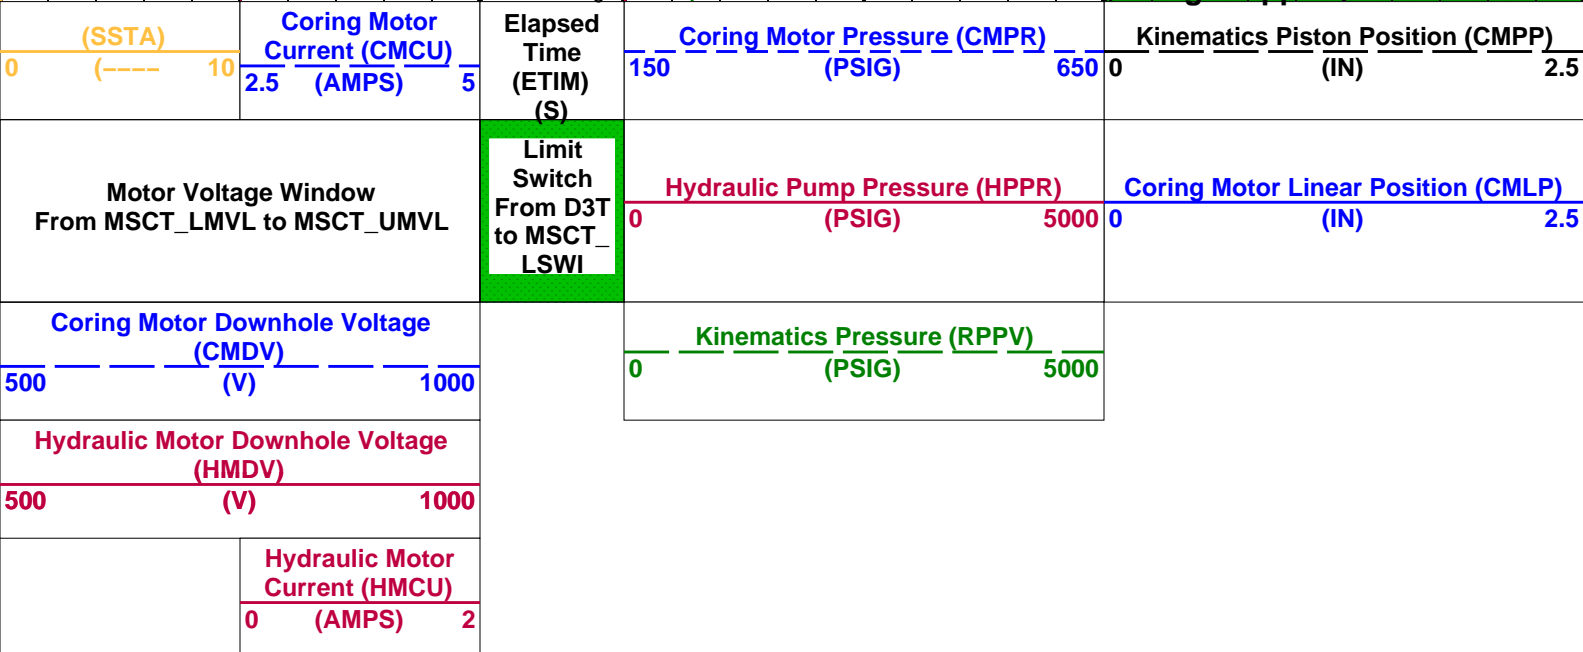 (SSTA)
0 (---- 10
Coring Motor
Current (CMCU)
2.5 (AMPS) 5
Elapsed
Time
(ETIM)
(S)
Coring Motor Pressure (CMPR)
150 (PSIG) 650
Kinematics Piston Position (CMPP)
0 (IN) 2.5
Motor Voltage Window
From MSCT_LMVL to MSCT_UMVL
Limit
Switch
From D3T
to MSCT_
LSWI
Hydraulic Pump Pressure (HPPR)
0 (PSIG) 5000
Coring Motor Linear Position (CMLP)
0 (IN) 2.5
Coring Motor Downhole Voltage
(CMDV)
500 (V) 1000
Kinematics Pressure (RPPV)
0 (PSIG) 5000
Hydraulic Motor Downhole Voltage
(HMDV)
500 (V) 1000
Hydraulic Motor
Current (HMCU)
0 (AMPS) 2